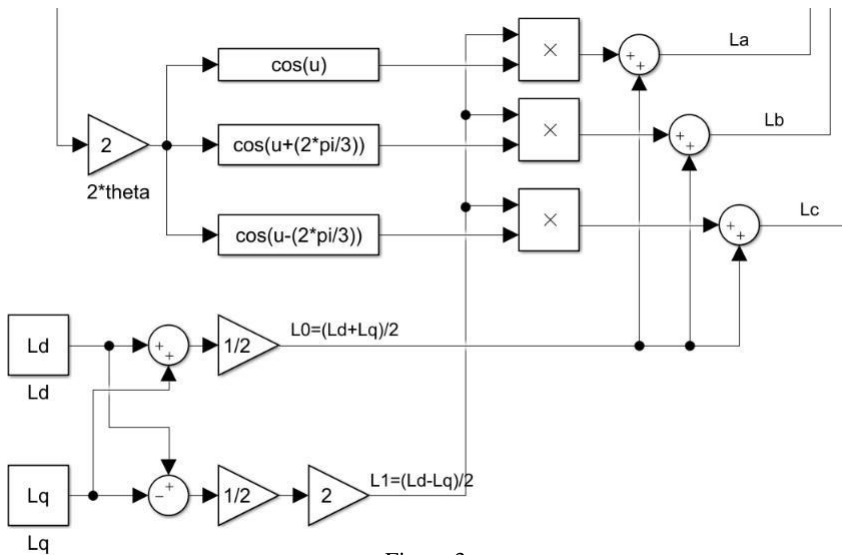 La
×
cos(u)
Lb
×
2
cos(u+(2*pi/3))
2*theta
Lc
×
cos(u-(2*pi/3))
L0=(Ld+Lq)/2
Ld
1/2
Ld
L1=(Ld-Lq)/2
Lq
1/2
2
Lq